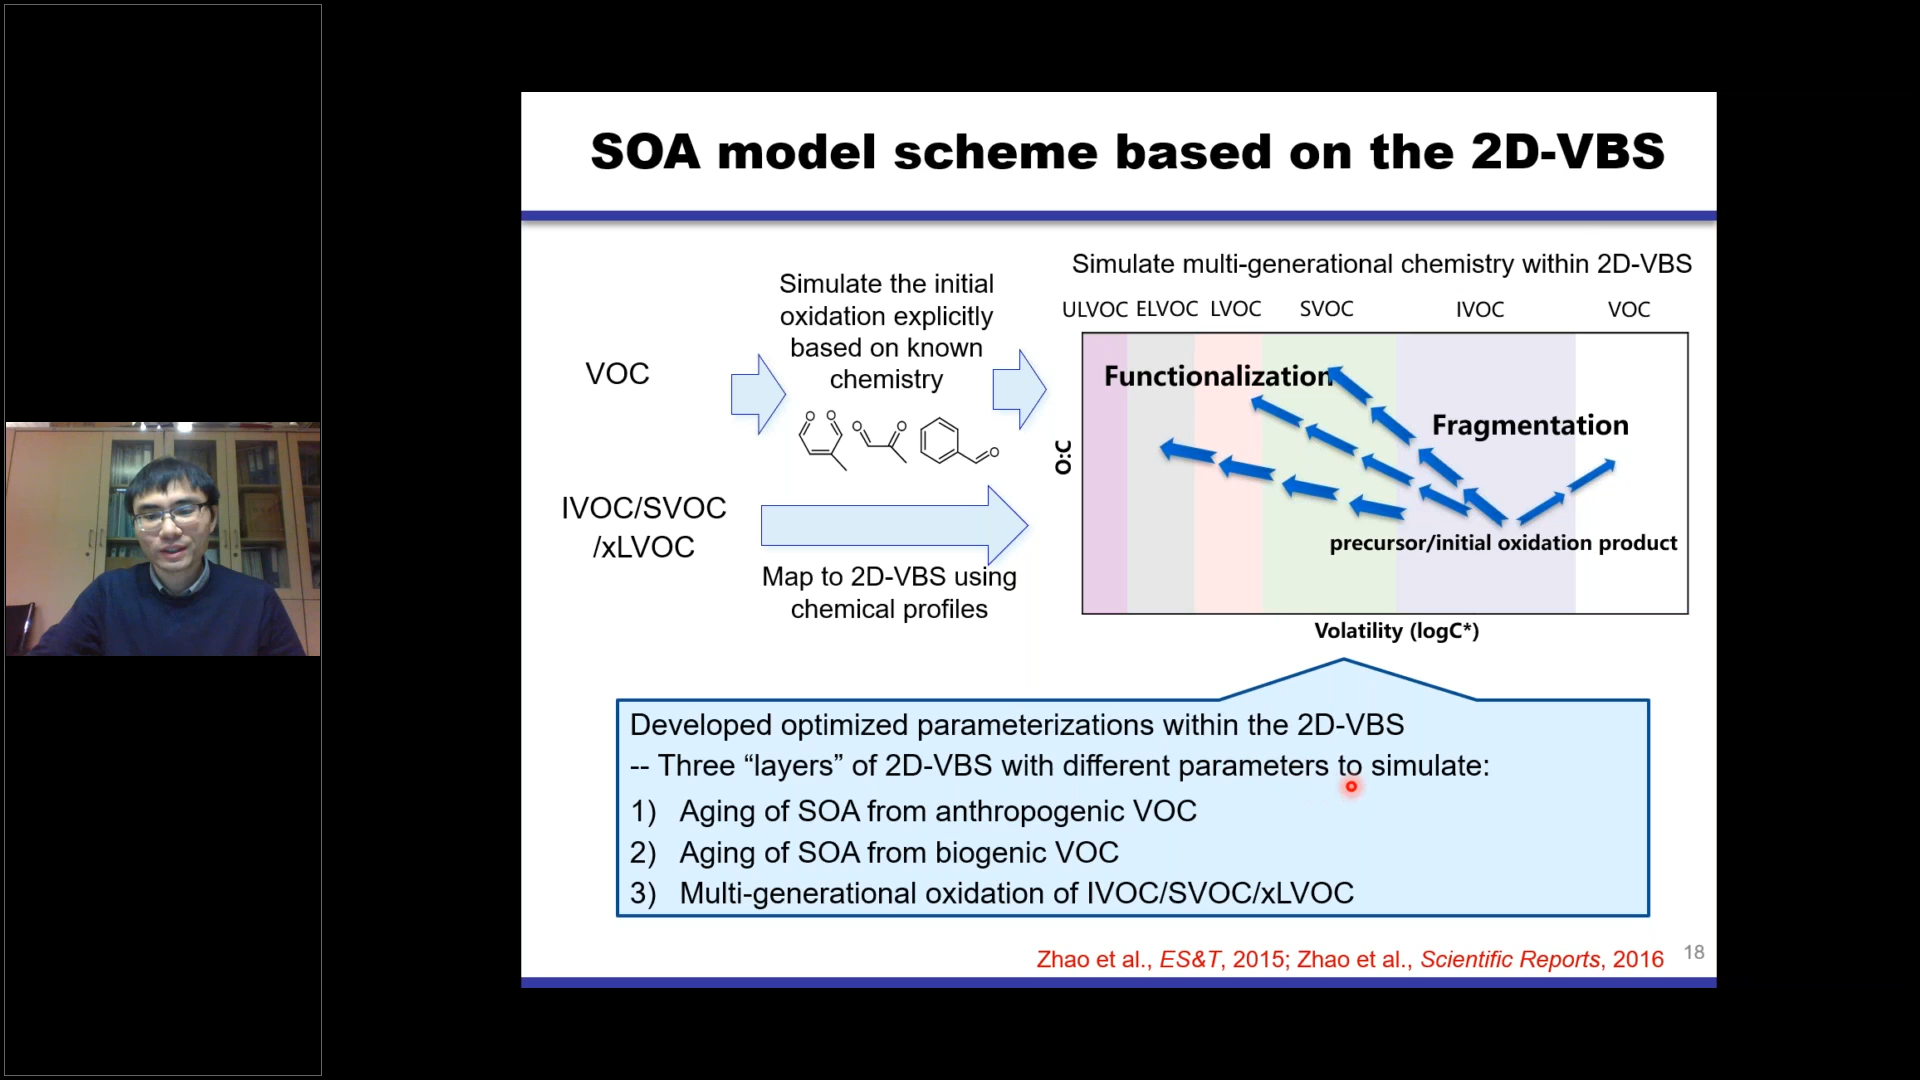 SOA model scheme based on the 2D-VBS
VOC
Simulate the initial
oxidation explicitly
based on known
chemistry
O O
O O
O
IVOC/SVOC
/xLVOC
Map to 2D-VBS using
chemical profiles
Simulate multi-generational chemistry within 2D-VBS
ULVOC ELVOC LVOC SVOC IVOC VOC
Functionalization
Fragmentation
O:C
precursor/initial oxidation product
Volatility (logC*)
Developed optimized parameterizations within the 2D-VBS
-- Three “layers” of 2D-VBS with different parameters to simulate:
1) Aging of SOA from anthropogenic VOC
2) Aging of SOA from biogenic VOC
3) Multi-generational oxidation of IVOC/SVOC/xLVOC
Zhao et al., ES&T, 2015; Zhao et al., Scientific Reports, 2016
18